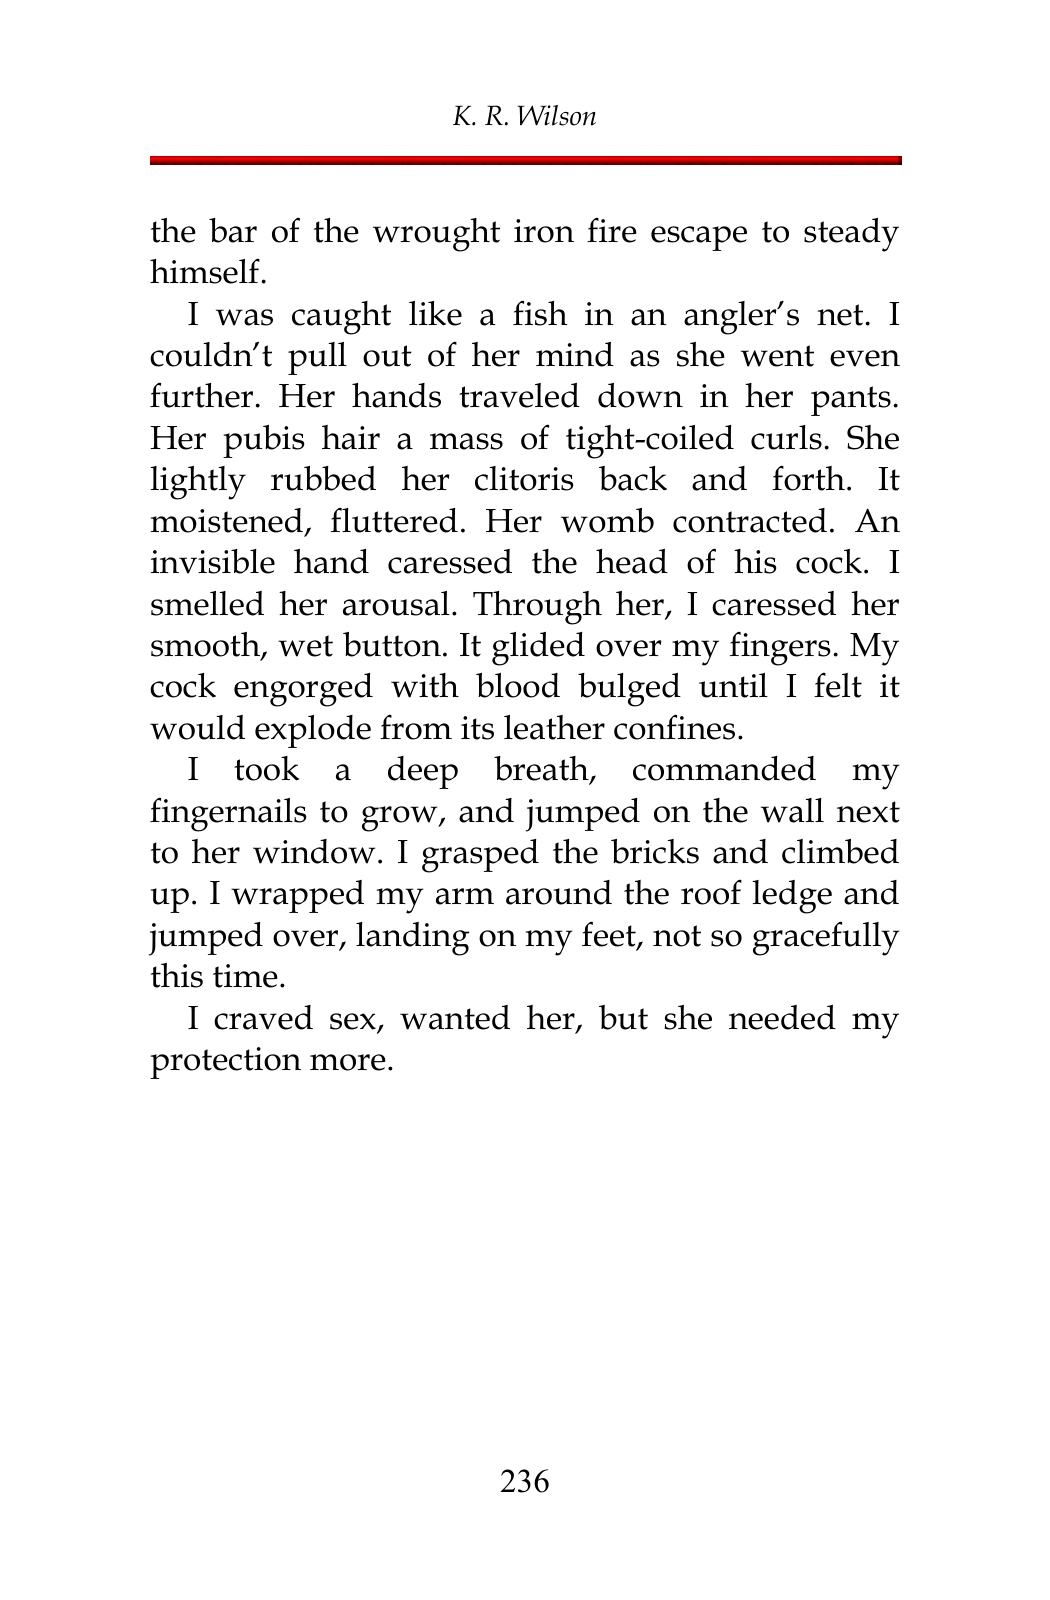 K. R. Wilson
the bar of the wrought iron fire escape to steady
himself.
I was caught like a fish in an angler’s net. I
couldn’t pull out of her mind as she went even
further. Her hands traveled down in her pants.
Her pubis hair a mass of tight-coiled curls. She
lightly rubbed her clitoris back and forth. It
moistened, fluttered. Her womb contracted. An
invisible hand caressed the head of his cock. I
smelled her arousal. Through her, I caressed her
smooth, wet button. It glided over my fingers. My
cock engorged with blood bulged until I felt it
would explode from its leather confines.
I took a deep breath, commanded my
fingernails to grow, and jumped on the wall next
to her window. I grasped the bricks and climbed
up. I wrapped my arm around the roof ledge and
jumped over, landing on my feet, not so gracefully
this time.
I craved sex, wanted her, but she needed my
protection more.
236